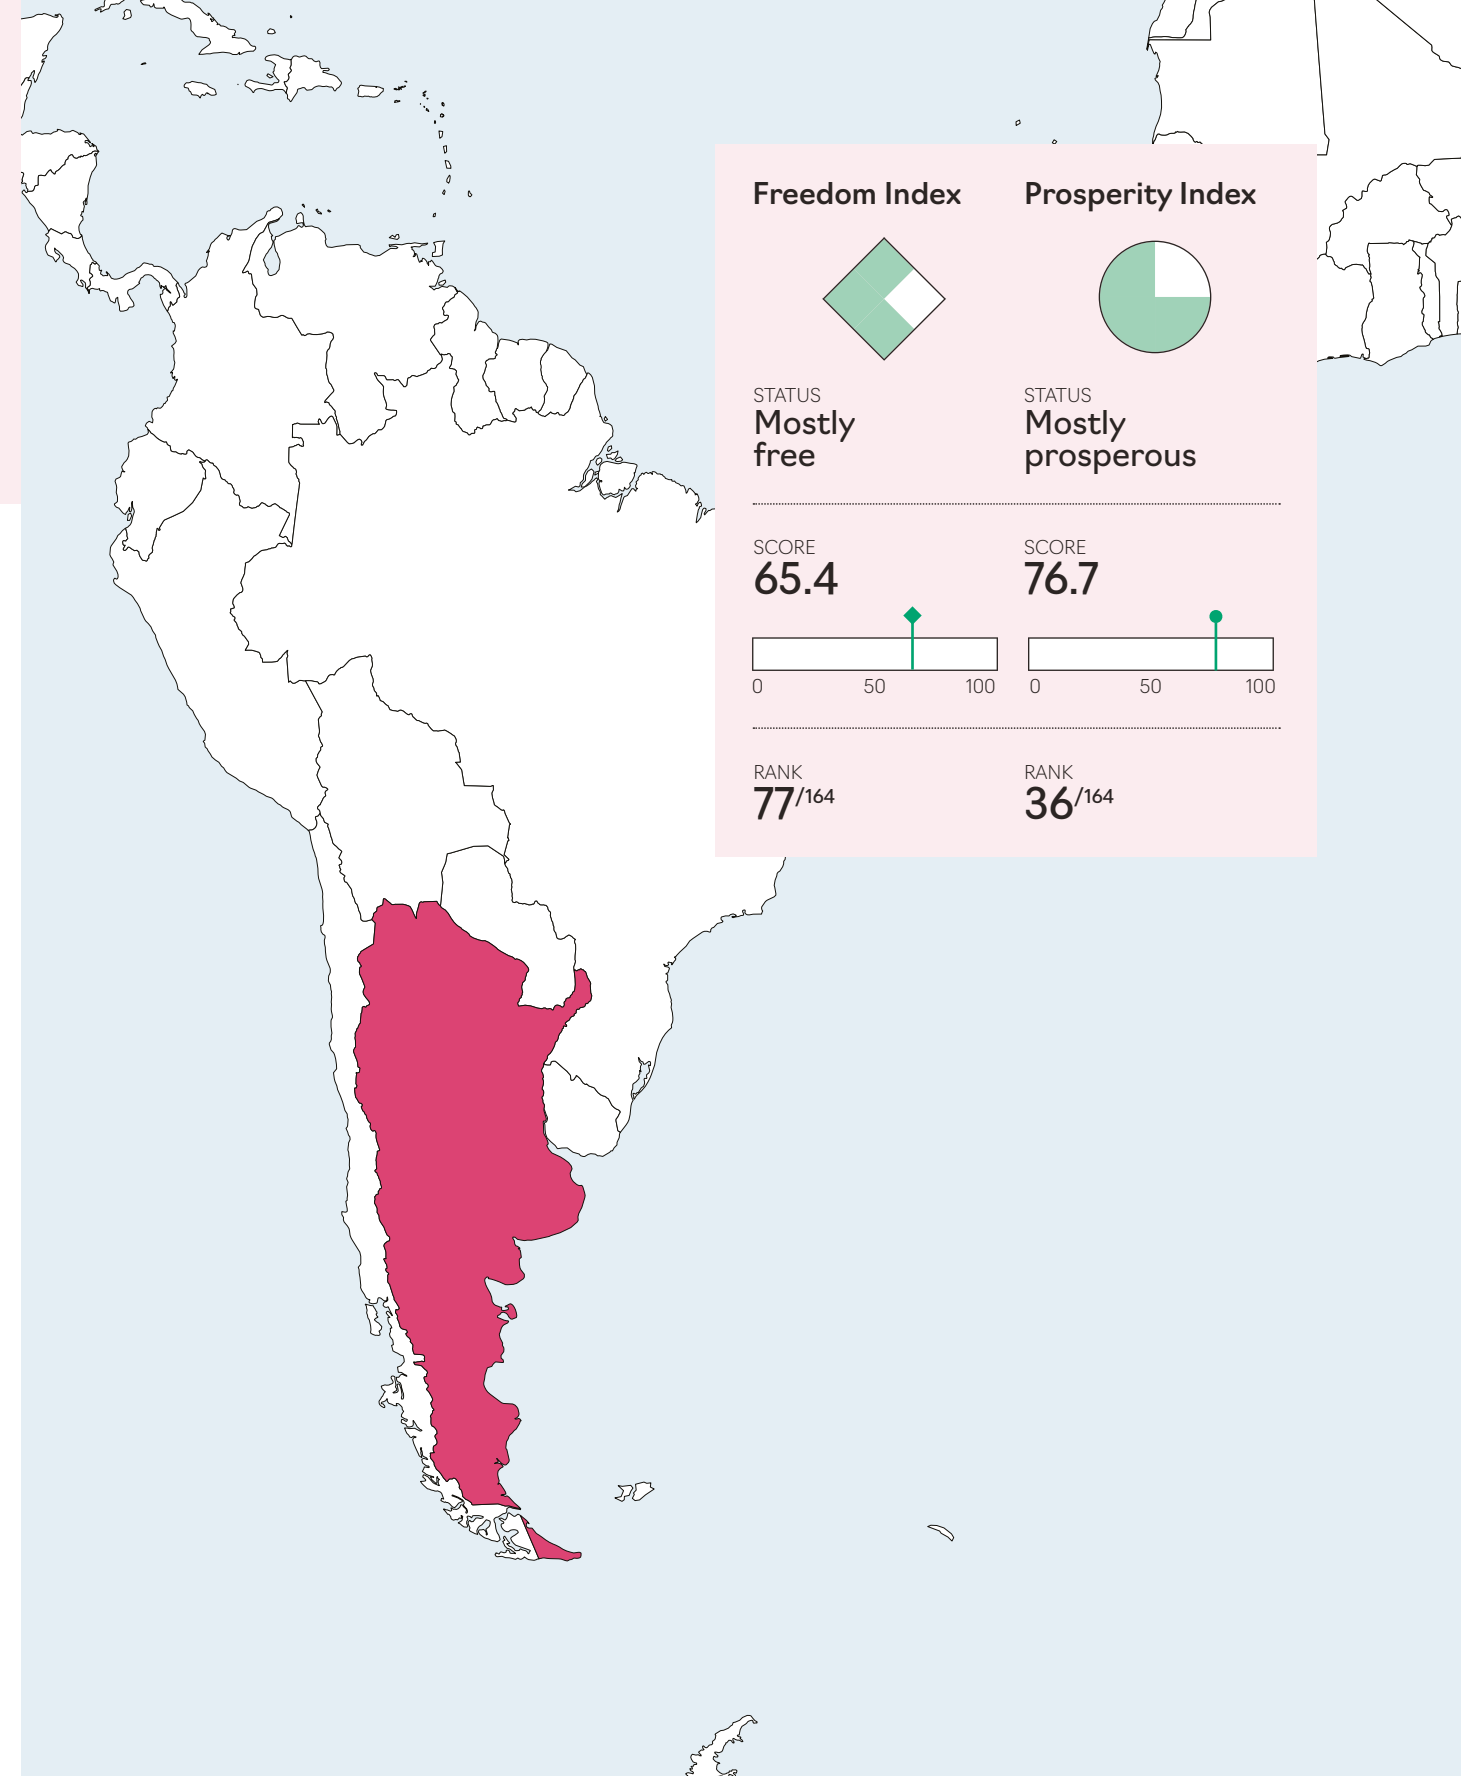 Freedom Index
Prosperity Index
STATUS
Mostly
free
STATUS
Mostly
prosperous
SCORE
65.4
SCORE
76.7
0 50 100
0 50 100
RANK
77/164
RANK
36/164